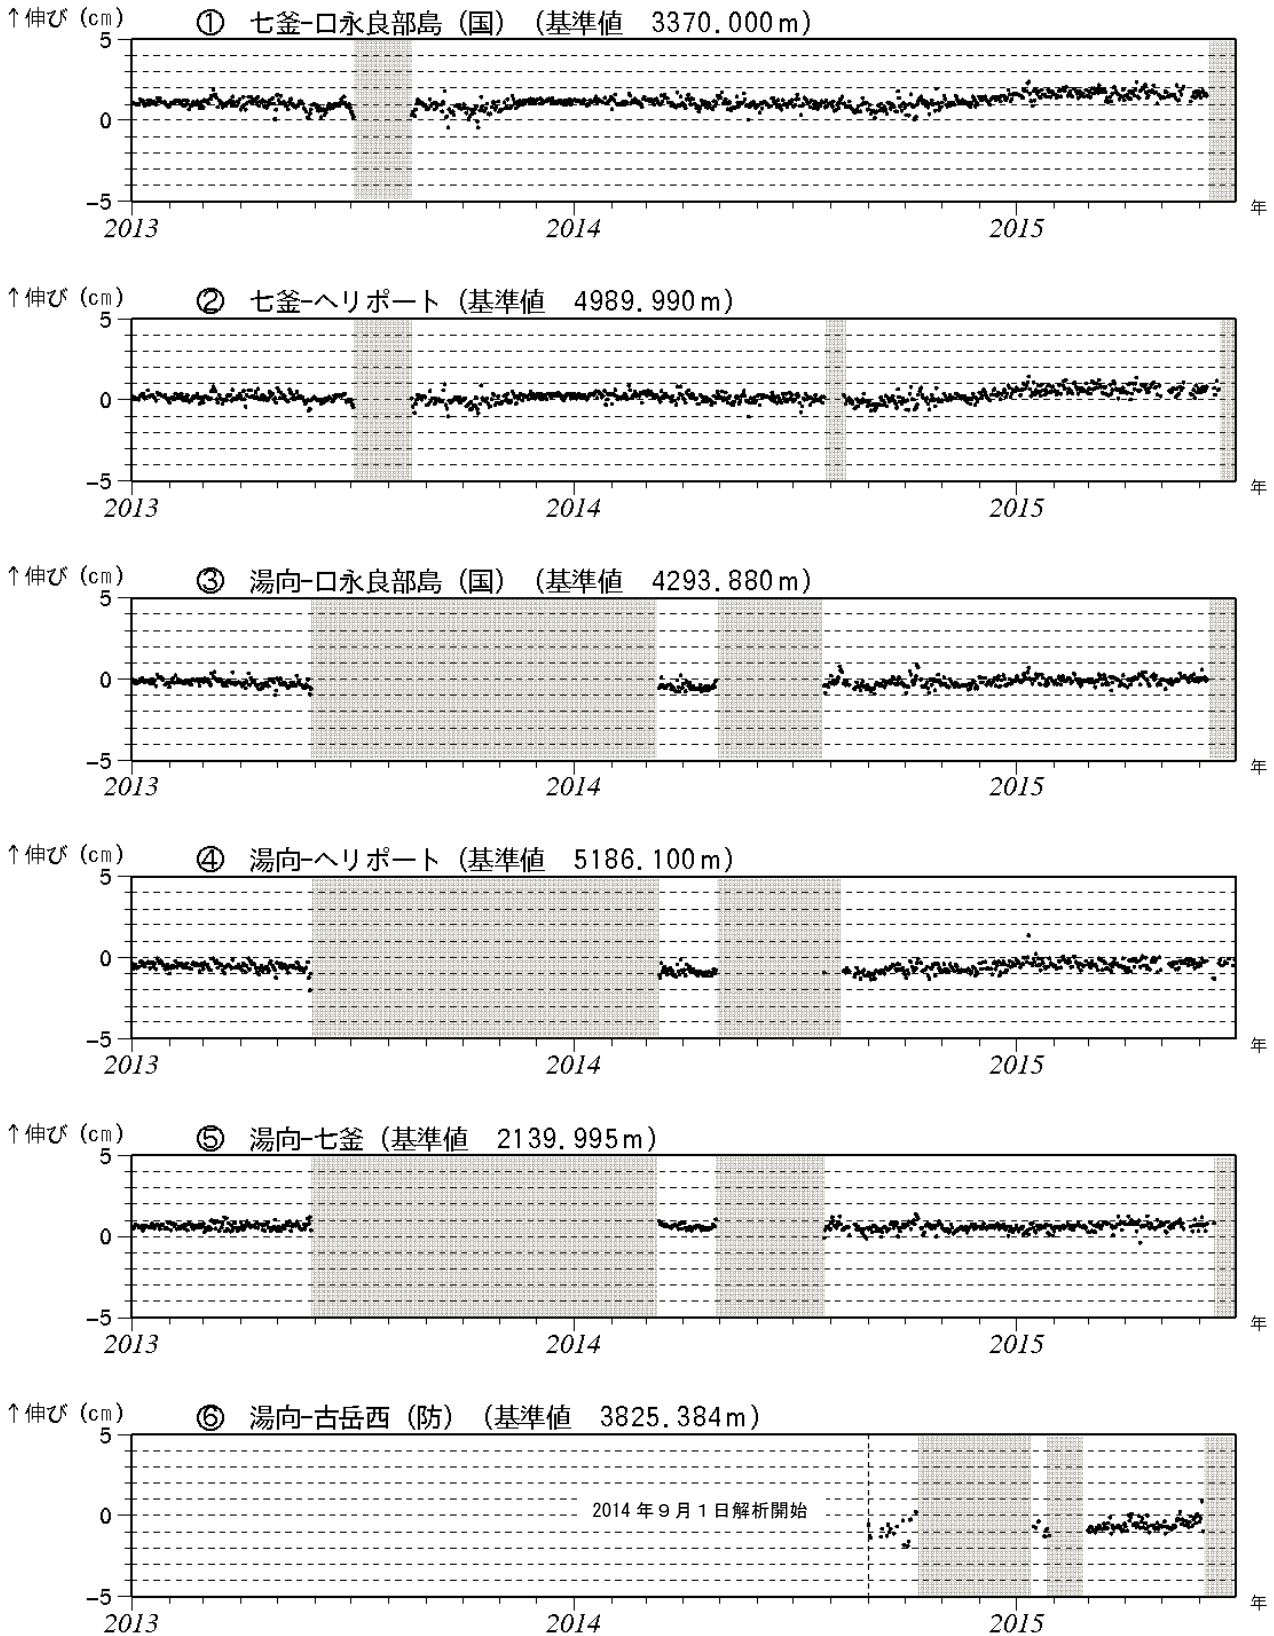 ↑伸び (cm) ① 七釜-口永良部島 (国) (基準値 3370.000m)
5
0
-5
2013 2014 2015 年
↑伸び (cm) ② 七釜-ヘリポート (基準値 4989.990m)
5
0
-5
2013 2014 2015 年
↑伸び (cm) ③ 湯向-口永良部島 (国) (基準値 4293.880m)
5
0
-5
2013 2014 2015 年
↑伸び (cm) ④ 湯向-ヘリポート (基準値 5186.100m)
5
0
-5
2013 2014 2015 年
↑伸び (cm) ⑤ 湯向-七釜 (基準値 2139.995m)
5
0
-5
2013 2014 2015 年
↑伸び (cm) ⑥ 湯向-古岳西 (防) (基準値 3825.384m)
5
0
2014年9月1日解析開始
-5
2013 2014 2015 年